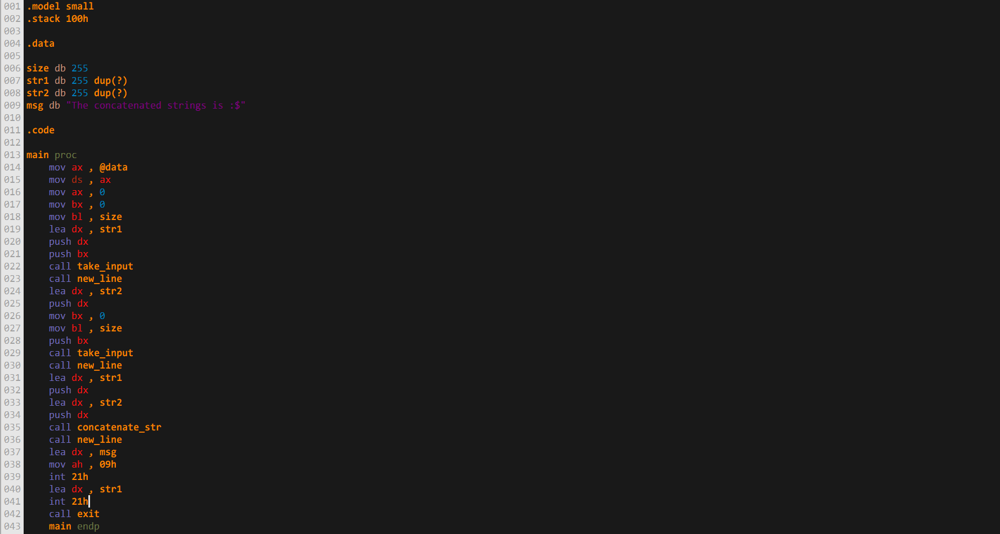 001 .model small
002 .stack 100h
003
004 .data
005
006 size db 255
007 str1 db 255 dup(?)
008 str2 db 255 dup(?)
009 msg db "The concatenated strings is :$"
010
011 .code
012
013 main proc
014     mov ax , @data
015     mov ds , ax
016     mov ax , 0
017     mov bx , 0
018     mov bl , size
019     lea dx , str1
020     push dx
021     push bx
022     call take_input
023     call new_line
024     lea dx , str2
025     push dx
026     mov bx , 0
027     mov bl , size
028     push bx
029     call take_input
030     call new_line
031     lea dx , str1
032     push dx
033     lea dx , str2
034     push dx
035     call concatenate_str
036     call new_line
037     lea dx , msg
038     mov ah , 09h
039     int 21h
040     lea dx , str1
041     int 21h
042     call exit
043     main endp